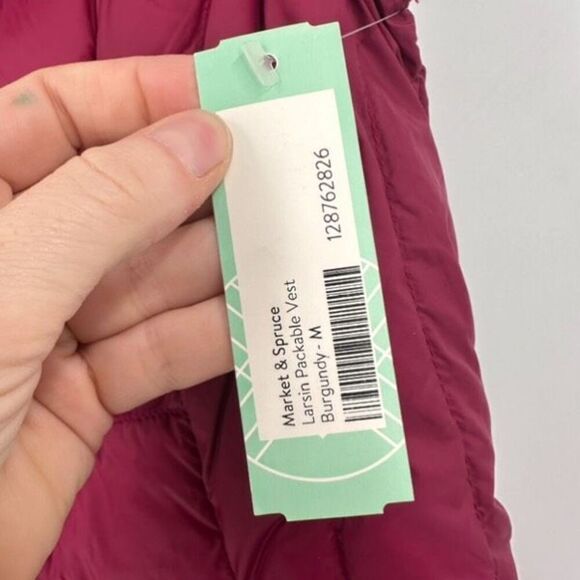 Market & Spruce
Larsin Packable Vest
Burgundy - M
128762826